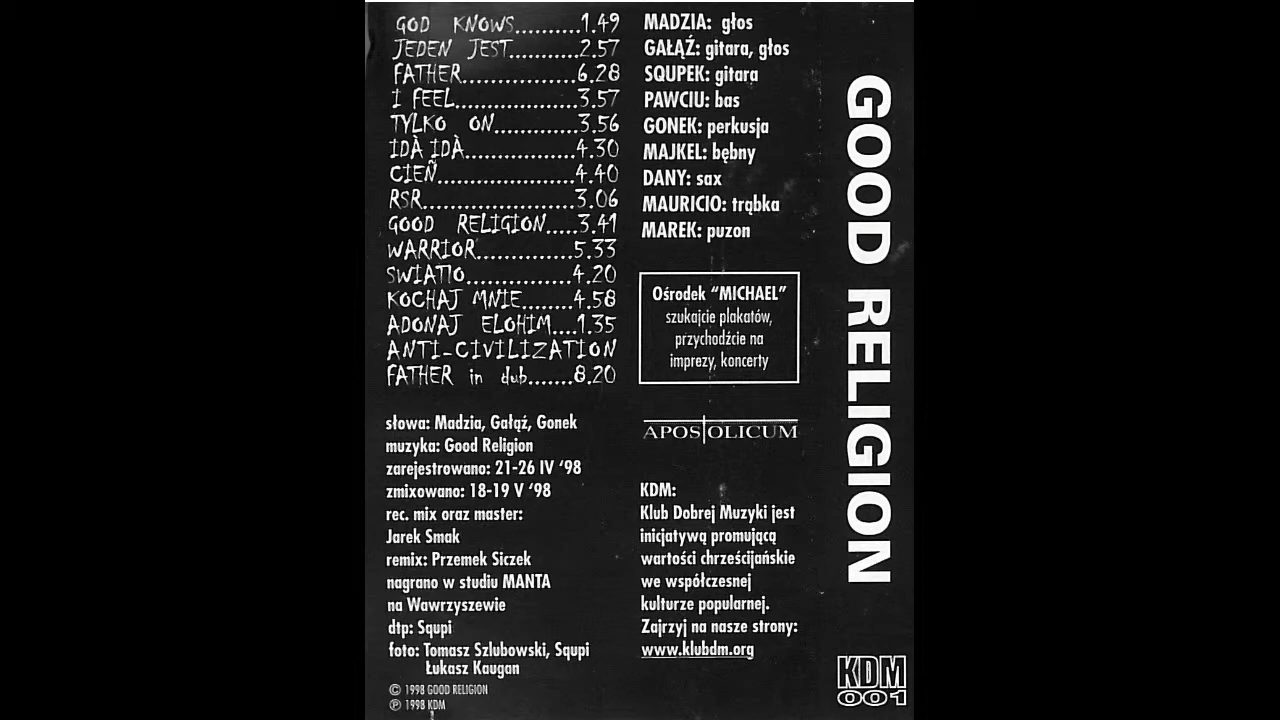 GOD KNOWS..........1.49
JEDEN JEST..........2.57
FATHER................6.28
I FEEL..................3.57
TYLKO ON............3.56
IDÀ IDÀ................4.30
CIEÑ....................4.40
RSR......................3.06
GOOD RELIGION.....3.41
WARRIOR..............5.33
SWIATIO...............4.20
KOCHAJ MNIE.......4.58
ADONAJ ELOHIM....1.35
ANTI-CIVILIZATION
FATHER in dub.......8.20
słowa: Madzia, Gałąź, Gonek
muzyka: Good Religion
zarejestrowano: 21-26 IV ‘98
zmixowano: 18-19 V ‘98
rec. mix oraz master:
Jarek Smak
remix: Przemek Siczek
nagrano w studiu MANTA
na Wawrzyszewie
dtp: Squpi
foto: Tomasz Szlubowski, Squpi
Łukasz Kaugan
© 1998 GOOD RELIGION
℗ 1998 KDM
MADZIA: głos
GAŁĄŹ: gitara, głos
SQUPEK: gitara
PAWCIU: bas
GONEK: perkusja
MAJKEL: bębny
DANY: sax
MAURICIO: trąbka
MAREK: puzon
Ośrodek “MICHAEL”
szukajcie plakatów,
przychodźcie na
imprezy, koncerty
APOSTOLICUM
KDM:
Klub Dobrej Muzyki jest
inicjatywą promującą
wartości chrześcijańskie
we współczesnej
kulturze popularnej.
Zajrzyj na nasze strony:
www.klubdm.org
GOOD RELIGION
KDM
001